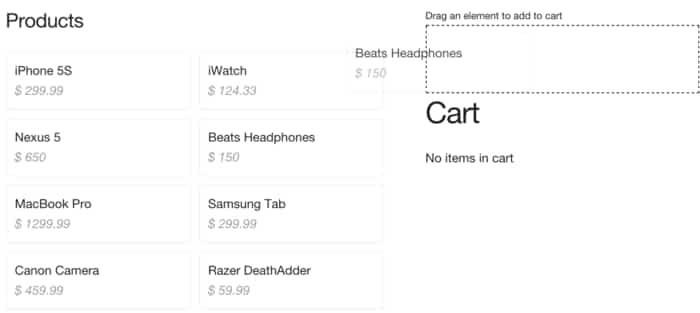 Products
iPhone 5S
$ 299.99
iWatch
$ 124.33
Nexus 5
$ 650
Beats Headphones
$ 150
MacBook Pro
$ 1299.99
Samsung Tab
$ 299.99
Canon Camera
$ 459.99
Razer DeathAdder
$ 59.99
Beats Headphones
$ 150
Drag an element to add to cart
Cart
No items in cart